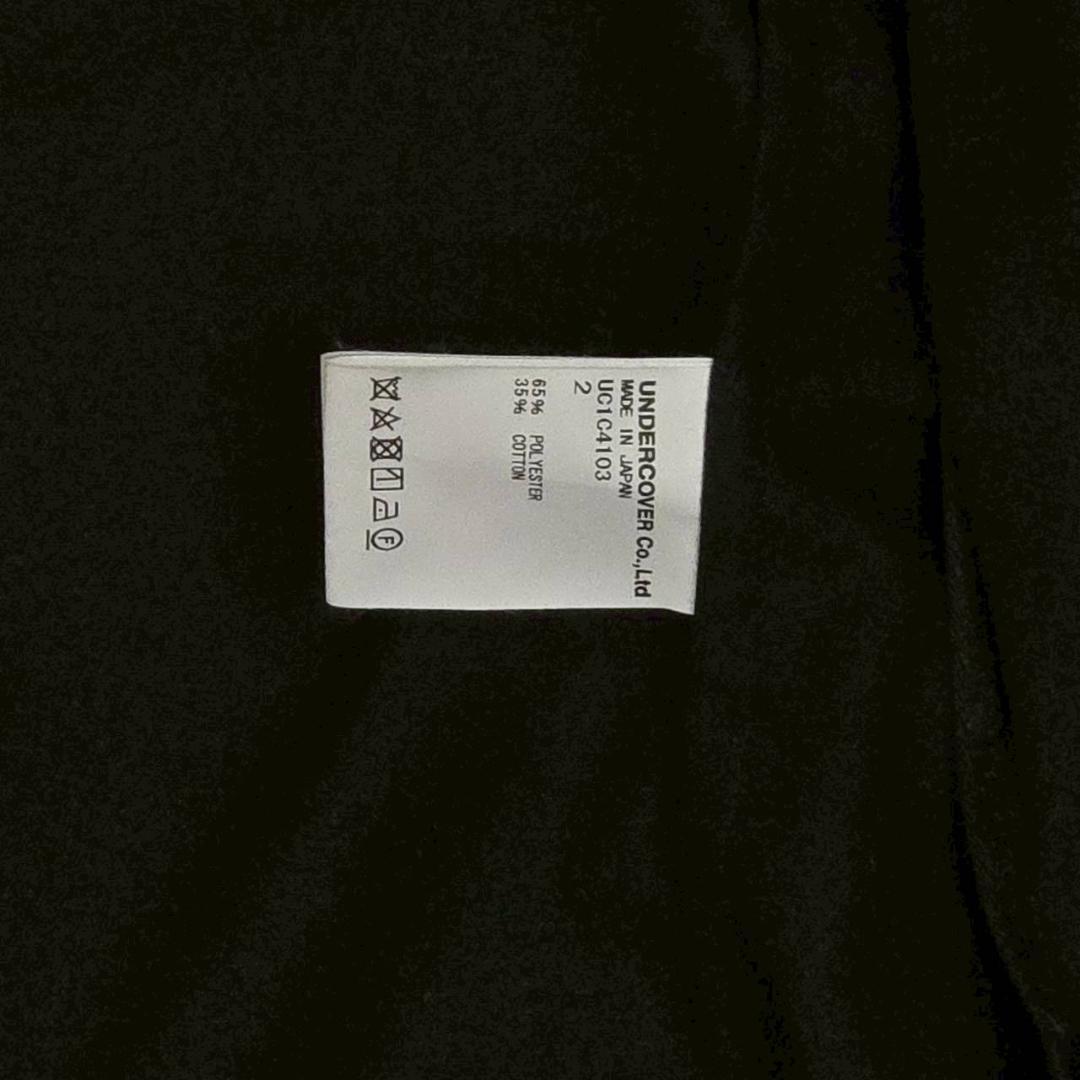 UNDERCOVER Co.,Ltd
MADE IN JAPAN
UC1C4103
2
65% POLYESTER
35% COTTON
F